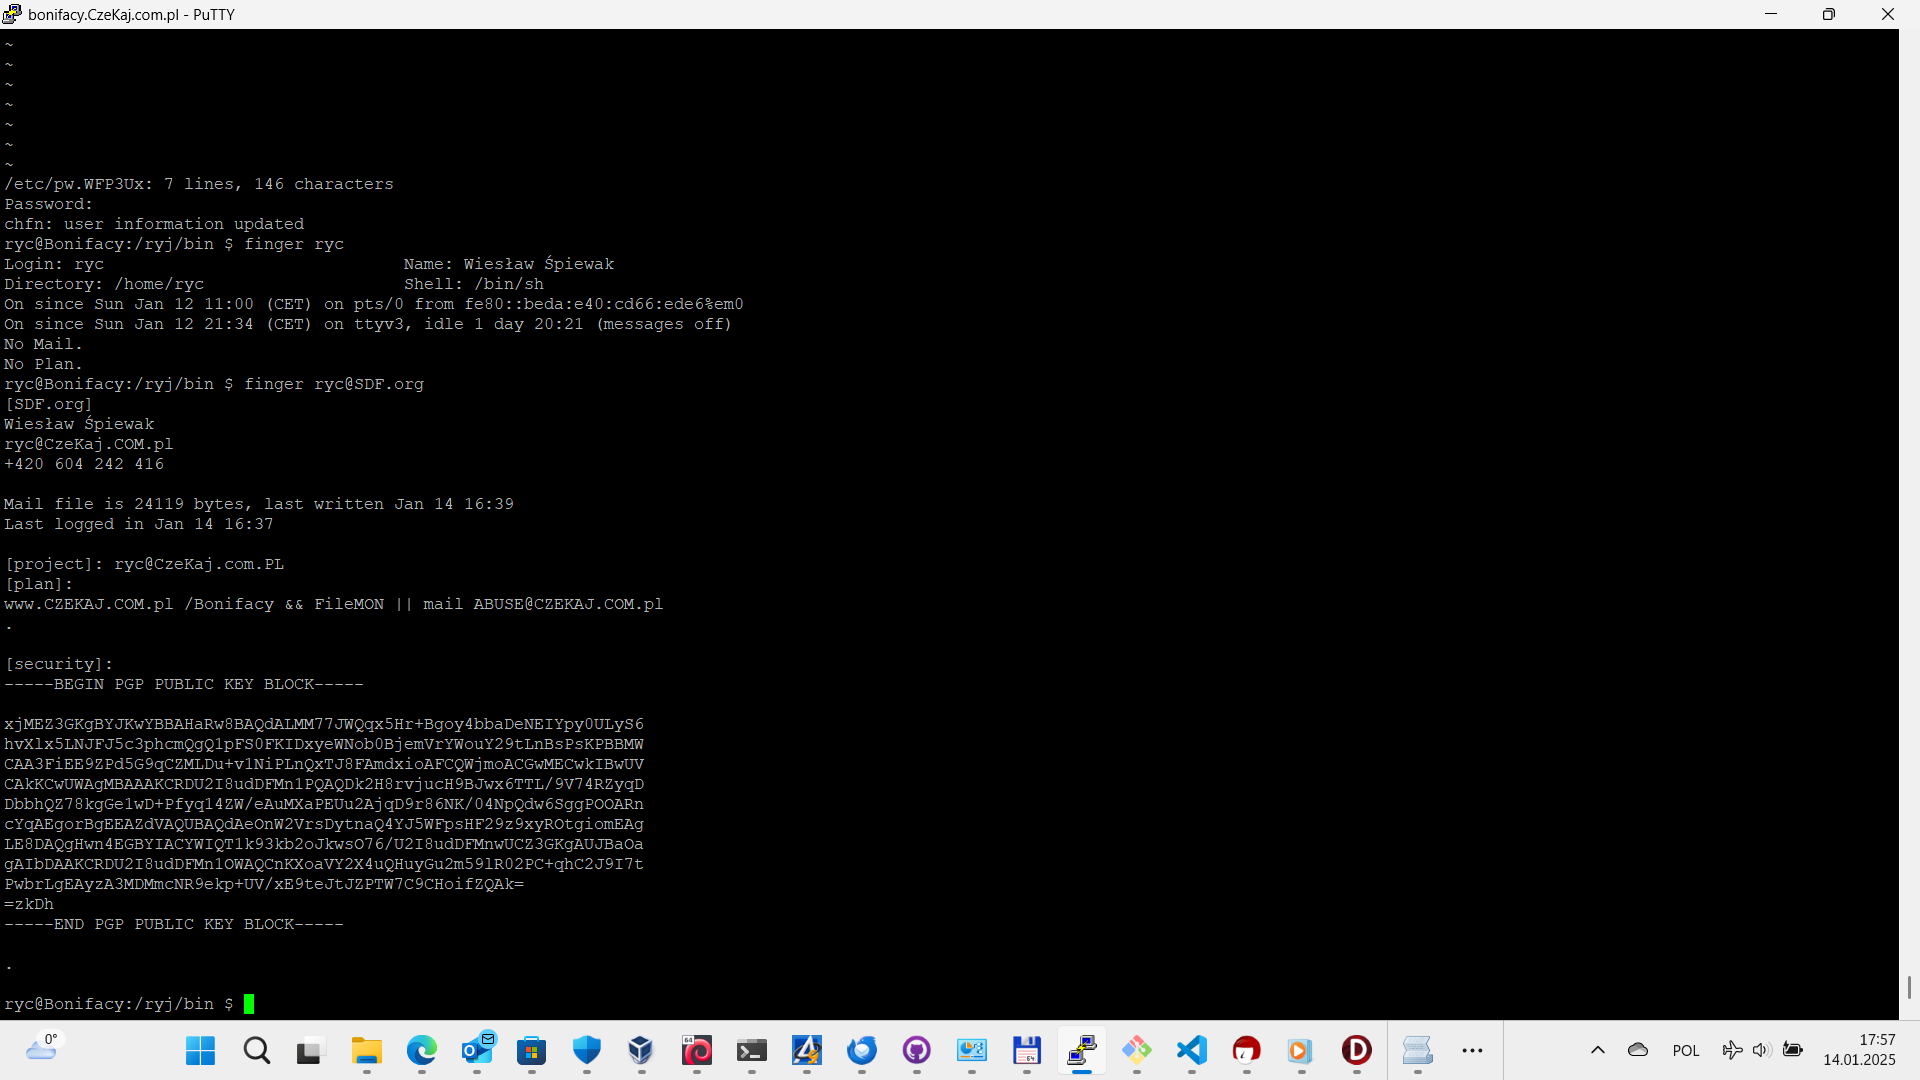 bonifacy.CzeKaj.com.pl - PuTTY
~
~
~
~
~
~
~
/etc/pw.WFP3Ux: 7 lines, 146 characters
Password:
chfn: user information updated
ryc@Bonifacy:/ryj/bin $ finger ryc
Login: ryc Name: Wiesław Śpiewak
Directory: /home/ryc Shell: /bin/sh
On since Sun Jan 12 11:00 (CET) on pts/0 from fe80::beda:e40:cd66:ede6%em0
On since Sun Jan 12 21:34 (CET) on ttyv3, idle 1 day 20:21 (messages off)
No Mail.
No Plan.
ryc@Bonifacy:/ryj/bin $ finger ryc@SDF.org
[SDF.org]
Wiesław Śpiewak
ryc@CzeKaj.COM.pl
+420 604 242 416
Mail file is 24119 bytes, last written Jan 14 16:39
Last logged in Jan 14 16:37
[project]: ryc@CzeKaj.com.PL
[plan]:
www.CZEKAJ.COM.pl /Bonifacy && FileMON || mail ABUSE@CZEKAJ.COM.pl
.
[security]:
-----BEGIN PGP PUBLIC KEY BLOCK-----
xjMEZ3GKgBYJKwYBBAHaRw8BAQdALMM77JWQqx5Hr+Bgoy4bbaDeNEIYpy0ULyS6
hvXlx5LNJFJ5c3phcmQgQ1pFS0FKIDxyeWNob0BjemVrYWouY29tLnBsPsKPBBMW
CAA3FiEE9ZPd5G9qCZMLDu+v1NiPLnQxTJ8FAmdxioAFCQWjmoACGwMECwkIBwUV
CAkKCwUWAgMBAAAKCRDU2I8udDFMn1PQAQDk2H8rvjucH9BJwx6TTL/9V74RZyqD
DbbhQZ78kgGe1wD+Pfyq14ZW/eAuMXaPEUu2AjqD9r86NK/04NpQdw6SggPOOARn
cYqAEgorBgEEAZdVAQUBAQdAeOnW2VrsDytnaQ4YJ5WFpsHF29z9xyROtgiomEAg
LE8DAQgHwn4EGBYIACYWIQT1k93kb2oJkwsO76/U2I8udDFMnwUCZ3GKgAUJBaOa
gAIbDAAKCRDU2I8udDFMn1OWAQCnKXoaVY2X4uQHuyGu2m59lR02PC+qhC2J9I7t
PwbrLgEAyzA3MDMmcNR9ekp+UV/xE9teJtJZPTW7C9CHoifZQAk=
=zkDh
-----END PGP PUBLIC KEY BLOCK-----
.
ryc@Bonifacy:/ryj/bin $
0°
POL
17:57
14.01.2025